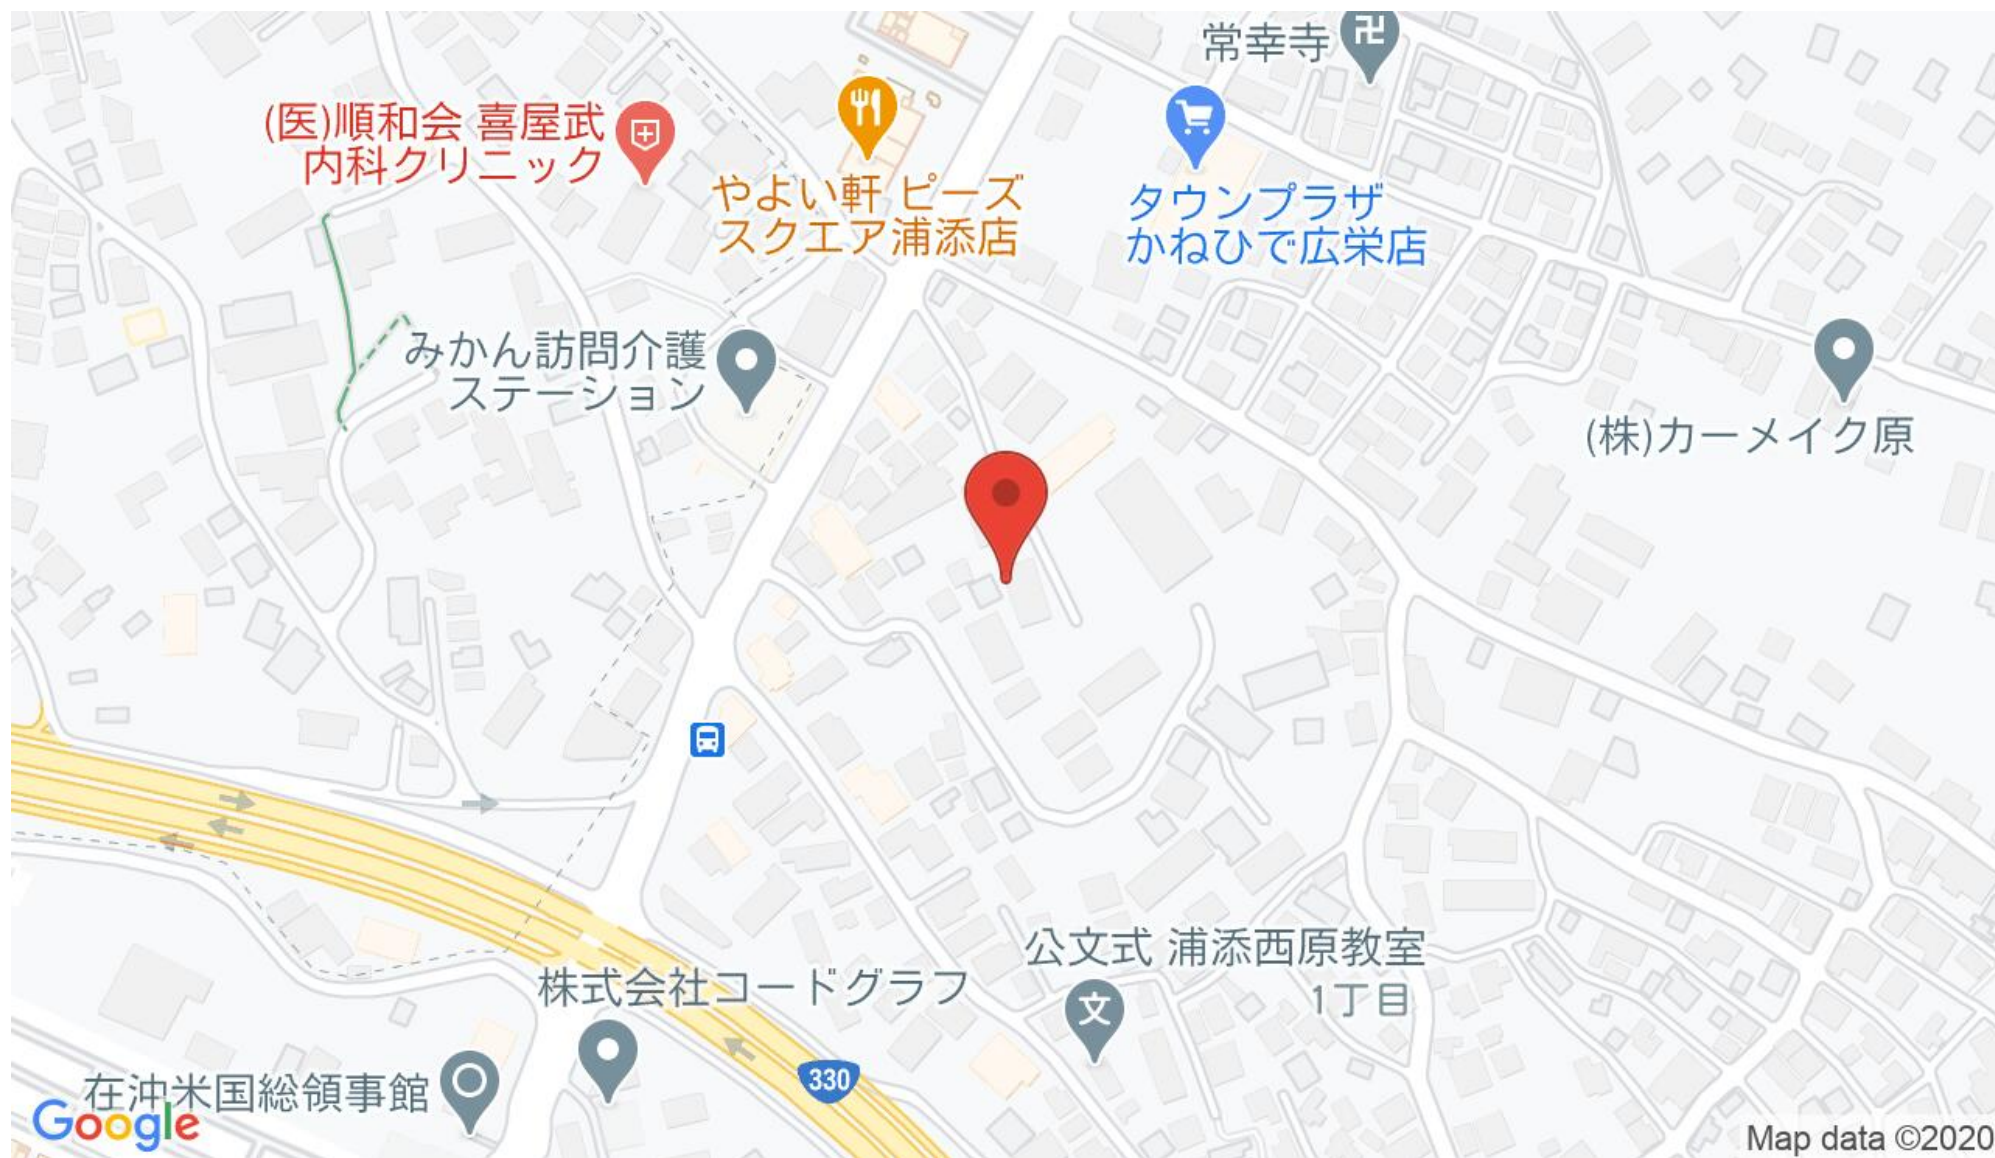 常幸寺
(医)順和会 喜屋武
内科クリニック
やよい軒 ピーズ
スクエア浦添店
タウンプラザ
かねひで広栄店
みかん訪問介護
ステーション
(株)カーメイク原
公文式 浦添西原教室
1丁目
文
株式会社コードグラフ
330
在沖米国総領事館
Google
Map data ©2020